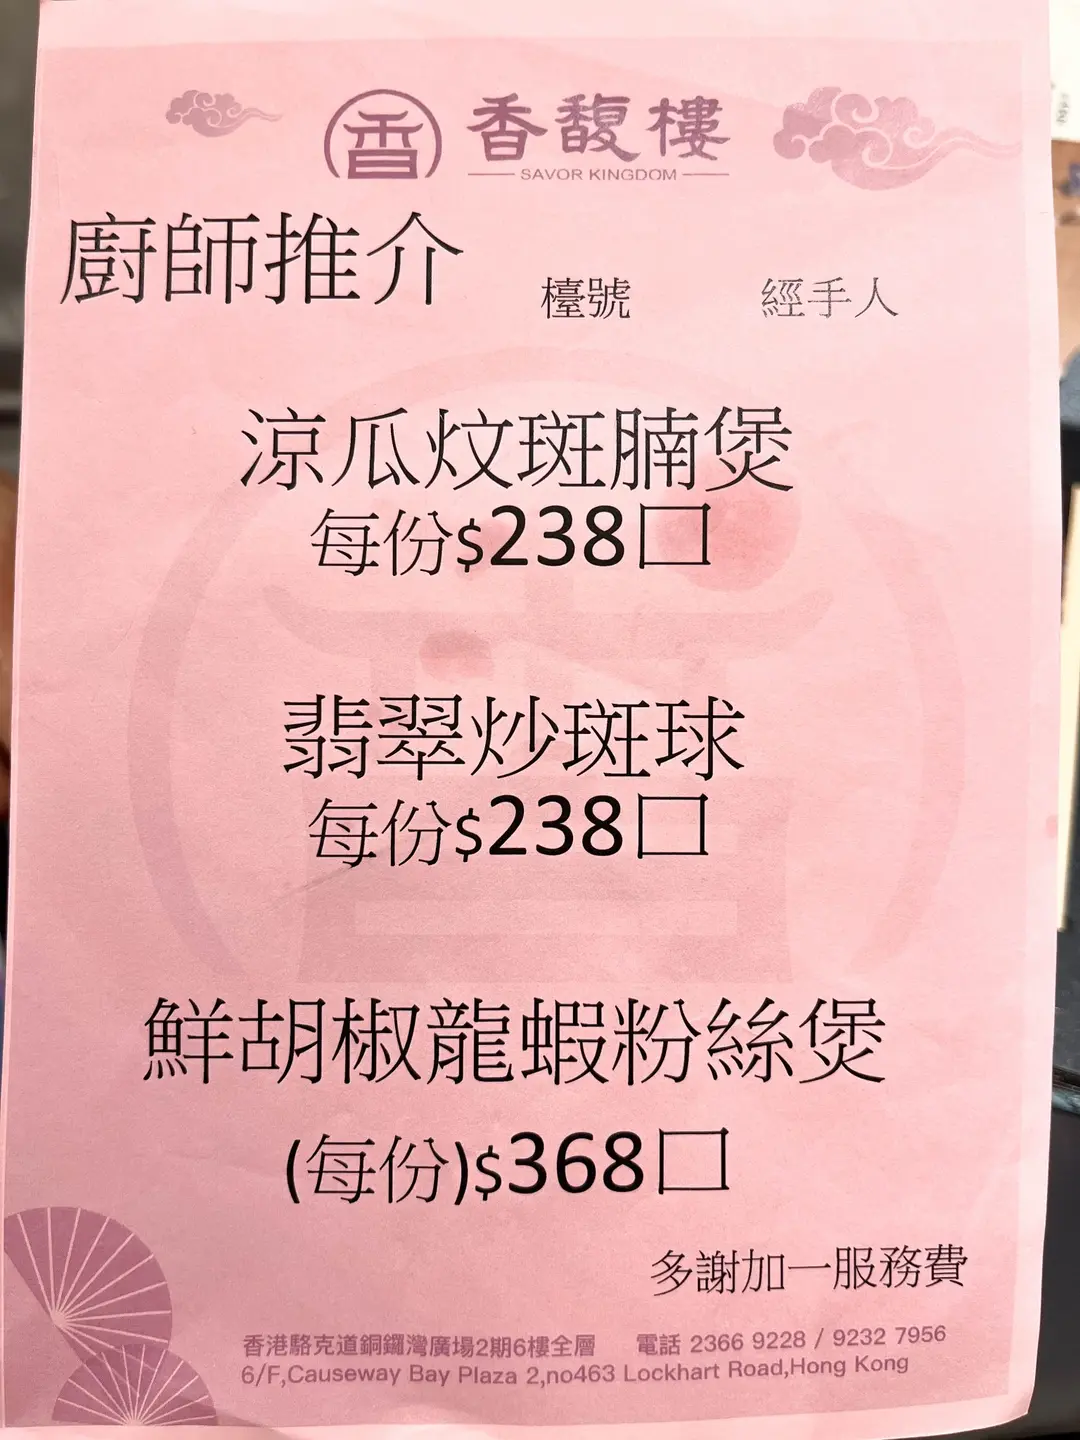 香 香馥樓
SAVOR KINGDOM
廚師推介 檯號 經手人
涼瓜炆斑腩煲
每份$238□
翡翠炒斑球
每份$238□
鮮胡椒龍蝦粉絲煲
(每份)$368□
多謝加一服務費
香港駱克道銅鑼灣廣場2期6樓全層 電話 2366 9228 / 9232 7956
6/F,Causeway Bay Plaza 2,no463 Lockhart Road,Hong Kong